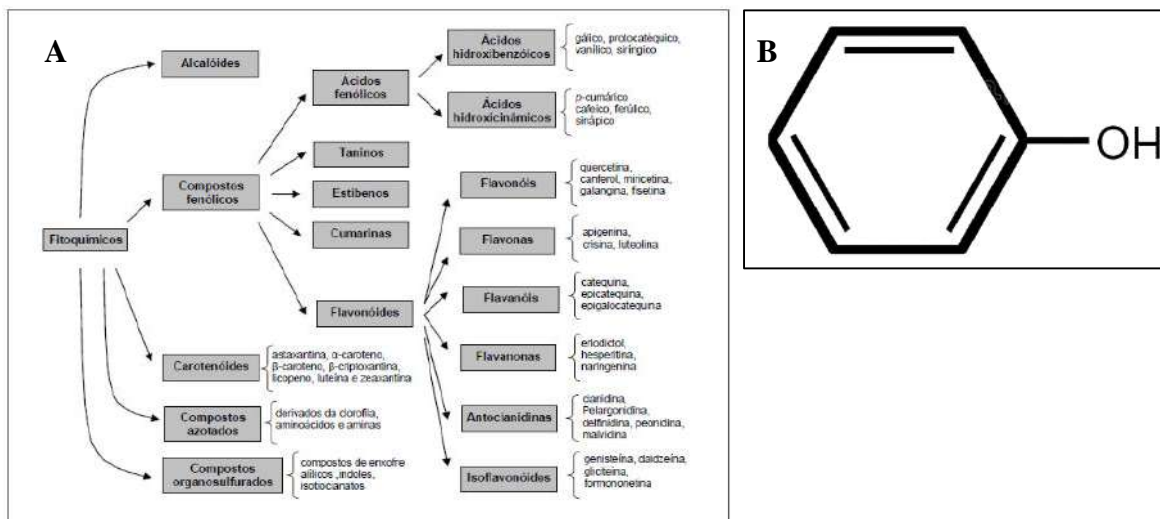 A
Alcalóides
Ácidos
fenólicos
Ácidos
hidroxibenzóicos
gálico, protocatéquico,
vanílico, siríngico
Ácidos
hidroxicinámicos
p-cumárico
cafeico, ferúlico,
sinápico
Taninos
Compostos
fenólicos
Estibenos
Cumarinas
Fitoquímicos
Flavonóides
Flavonóis
quercetina,
canferol, miricetina,
galangina, fisetina
Flavonas
apigenina,
crisina, luteolina
Flavanóis
catequina,
epicatequina,
epigalocatequina
Flavanonas
eriodictol,
hesperitina,
naringenina
Antocianidinas
cianidina,
Pelargonidina,
delfinidina, peonidina,
malvidina
Isoflavonóides
genisteína, daidzeína,
gliciteína,
formononetina
Carotenóides
astaxantina, α-caroteno,
β-caroteno, β-criptoxantina,
licopeno, luteína e zeaxantina
Compostos
azotados
derivados da clorofila,
aminoácidos e aminas
Compostos
organosulfurados
compostos de enxofre
alílicos ,indoles,
isotiocianatos
B
OH